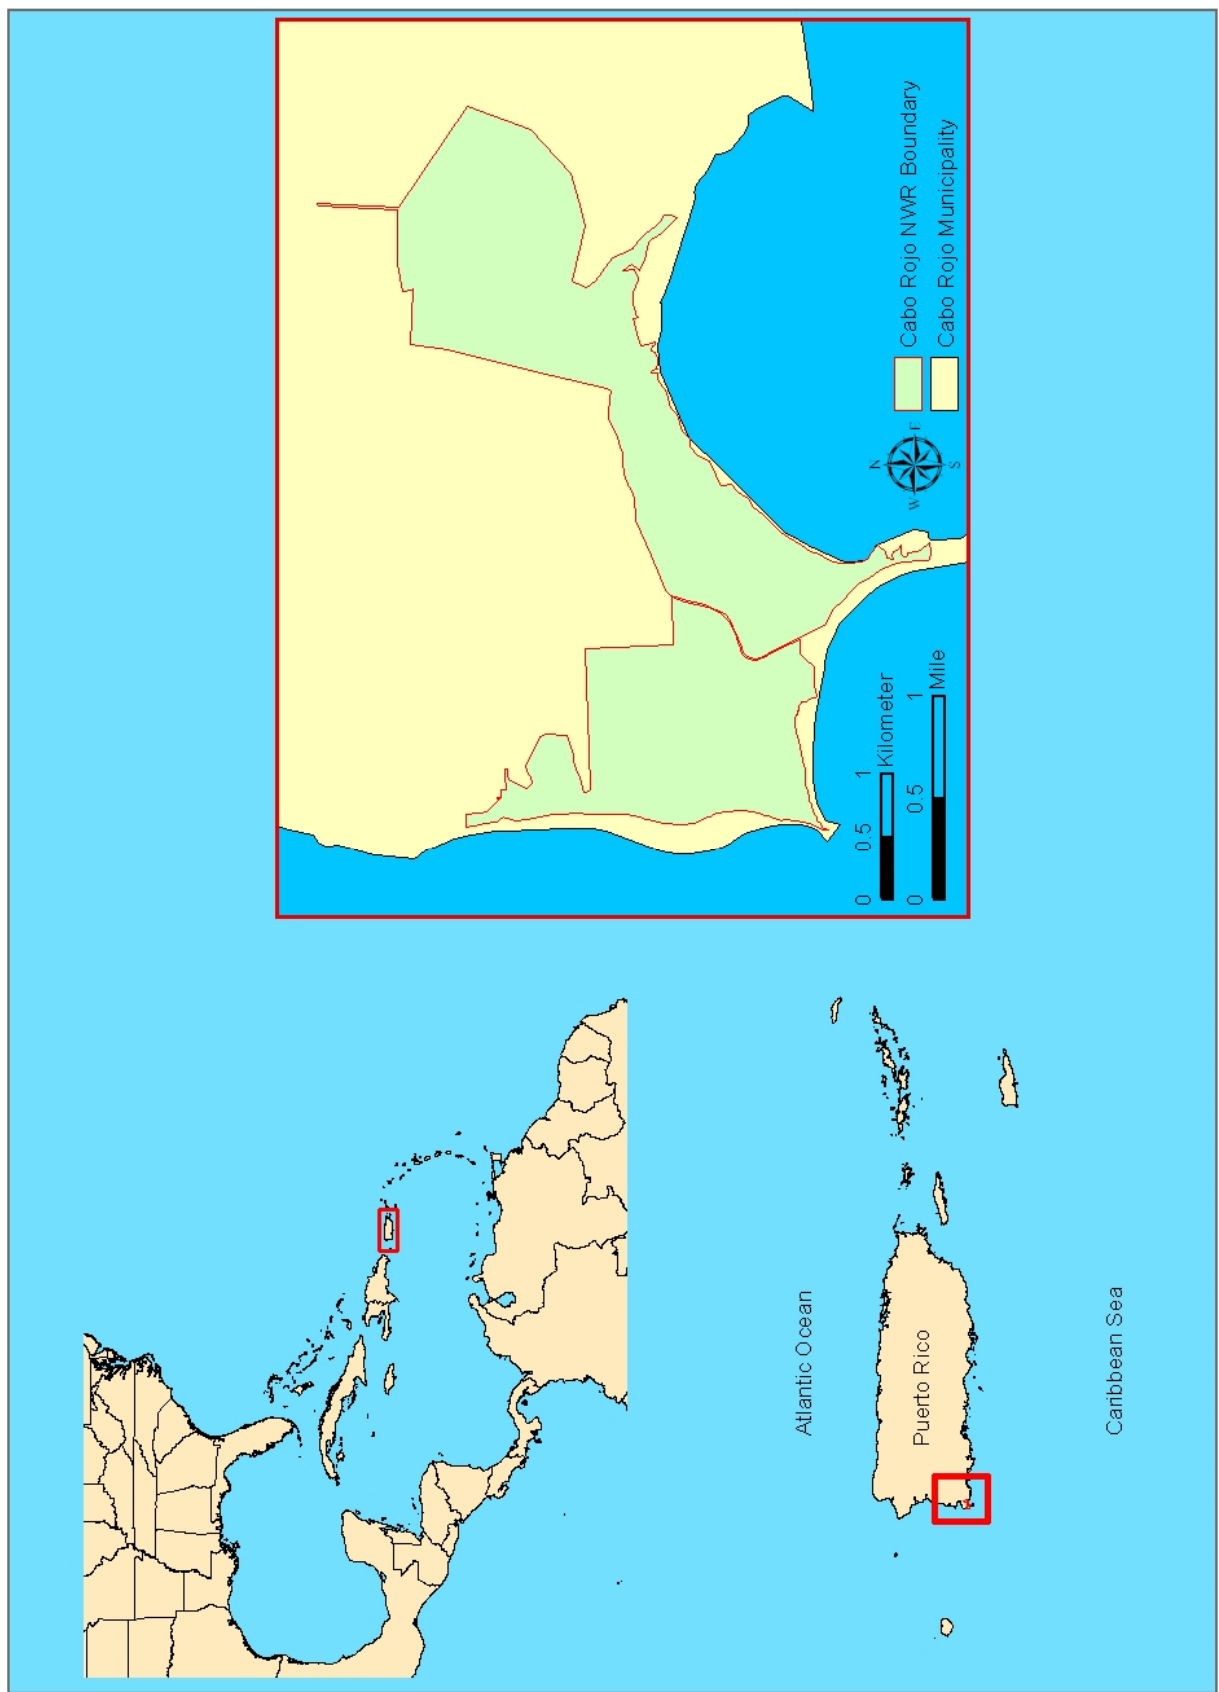 Atlantic Ocean
Puerto Rico
Caribbean Sea
N
W
E
S
Cabo Rojo NWR Boundary
Cabo Rojo Municipality
0
0.5
1
Kilometer
0
0.5
1
Mile